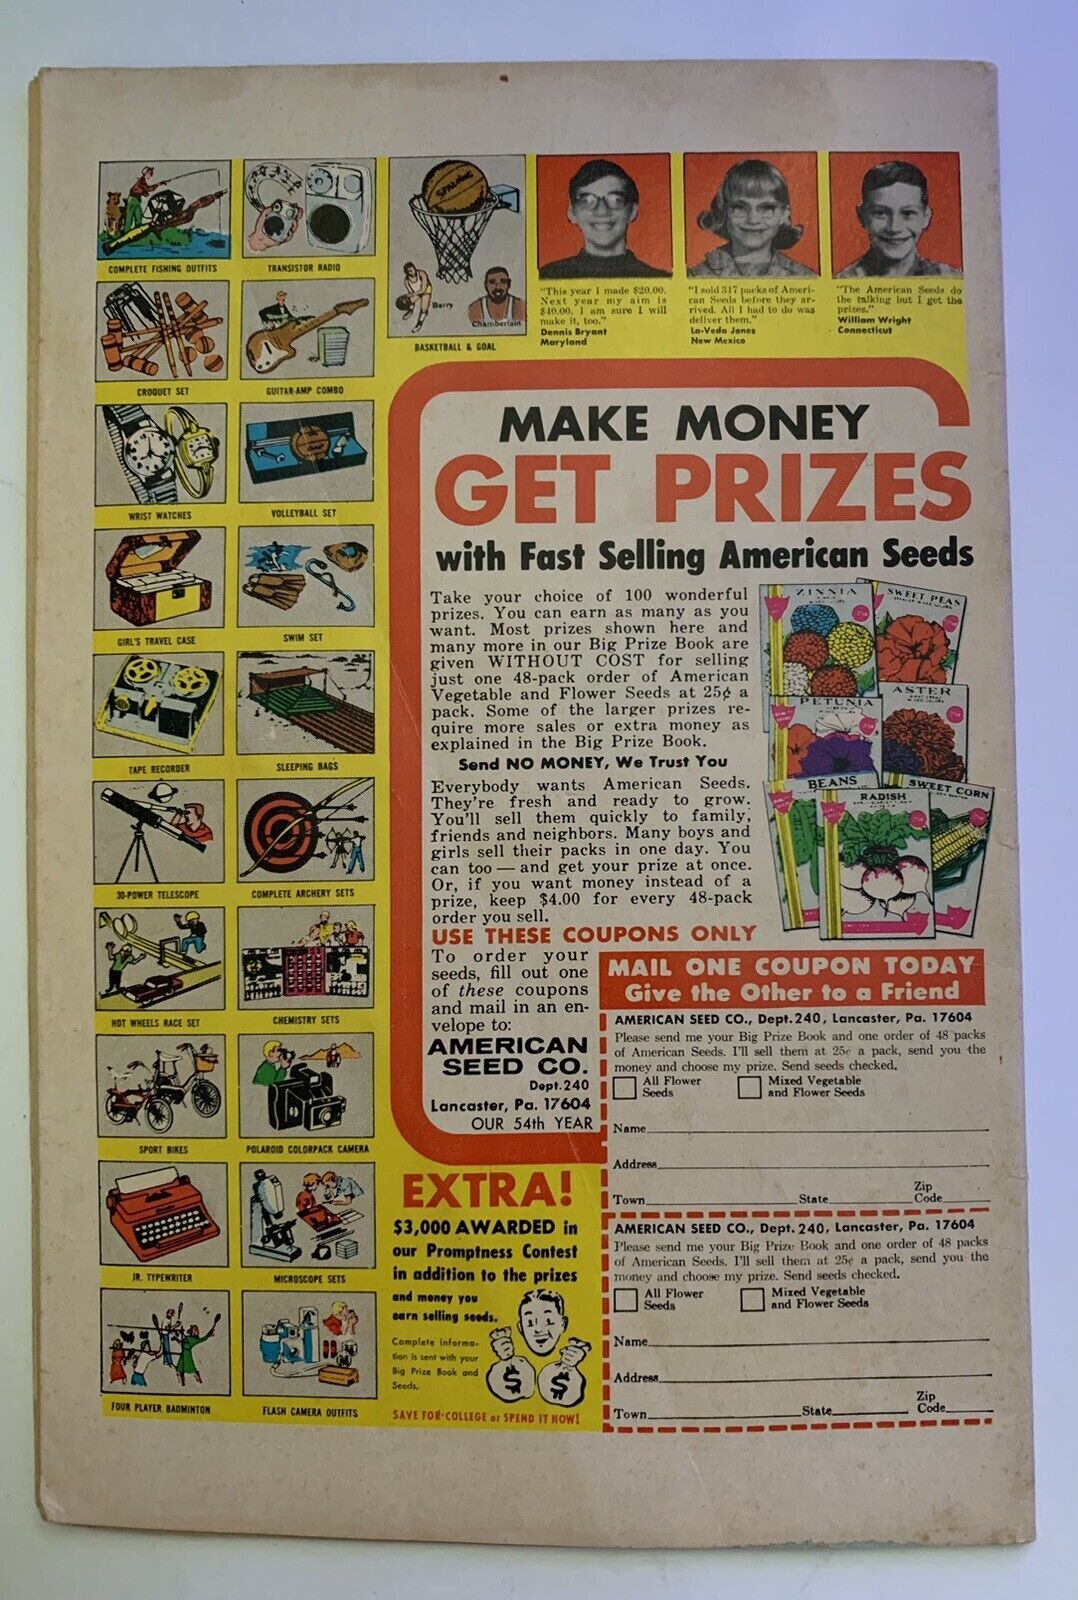 COMPLETE FISHING OUTFITS
TRANSISTOR RADIO
CROQUET SET
GUITAR-AMP COMBO
WRIST WATCHES
VOLLEYBALL SET
GIRL'S TRAVEL CASE
SWIM SET
TAPE RECORDER
SLEEPING BAGS
30-POWER TELESCOPE
COMPLETE ARCHERY SETS
HOT WHEELS RACE SET
CHEMISTRY SETS
SPORT BIKES
POLAROID COLORPACK CAMERA
JR. TYPEWRITER
MICROSCOPE SETS
FOUR PLAYER BADMINTON
FLASH CAMERA OUTFITS
SPALDING
Barry
Chamberlain
BASKETBALL & GOAL
"This year I made $20.00.
Next year my aim is
$40.00. I am sure I will
make it, too."
Dennis Bryant
Maryland
"I sold 317 packs of Ameri-
can Seeds before they ar-
rived. All I had to do was
deliver them."
La-Veda Jones
New Mexico
"The American Seeds do
the talking but I get the
prizes."
William Wright
Connecticut
MAKE MONEY
GET PRIZES
with Fast Selling American Seeds
Take your choice of 100 wonderful
prizes. You can earn as many as you
want. Most prizes shown here and
many more in our Big Prize Book are
given WITHOUT COST for selling
just one 48-pack order of American
Vegetable and Flower Seeds at 25¢ a
pack. Some of the larger prizes re-
quire more sales or extra money as
explained in the Big Prize Book.
Send NO MONEY, We Trust You
Everybody wants American Seeds.
They're fresh and ready to grow.
You'll sell them quickly to family,
friends and neighbors. Many boys and
girls sell their packs in one day. You
can too — and get your prize at once.
Or, if you want money instead of a
prize, keep $4.00 for every 48-pack
order you sell.
ZINNIA
SWEET PEAS
PETUNIA
ASTER
BEANS
RADISH
SWEET CORN
USE THESE COUPONS ONLY
To order your
seeds, fill out one
of these coupons
and mail in an en-
velope to:
AMERICAN
SEED CO.
Dept. 240
Lancaster, Pa. 17604
OUR 54th YEAR
EXTRA!
$3,000 AWARDED in
our Promptness Contest
in addition to the prizes
and money you
earn selling seeds.
Complete informa-
tion is sent with your
Big Prize Book and
Seeds.
$ $
SAVE FOR COLLEGE or SPEND IT NOW!
MAIL ONE COUPON TODAY
Give the Other to a Friend
AMERICAN SEED CO., Dept. 240, Lancaster, Pa. 17604
Please send me your Big Prize Book and one order of 48 packs
of American Seeds. I'll sell them at 25¢ a pack, send you the
money and choose my prize. Send seeds checked.
All Flower
Seeds
Mixed Vegetable
and Flower Seeds
Name
Address
Town State Zip Code
AMERICAN SEED CO., Dept. 240, Lancaster, Pa. 17604
Please send me your Big Prize Book and one order of 48 packs
of American Seeds. I'll sell them at 25¢ a pack, send you the
money and choose my prize. Send seeds checked.
All Flower
Seeds
Mixed Vegetable
and Flower Seeds
Name
Address
Town State Zip Code